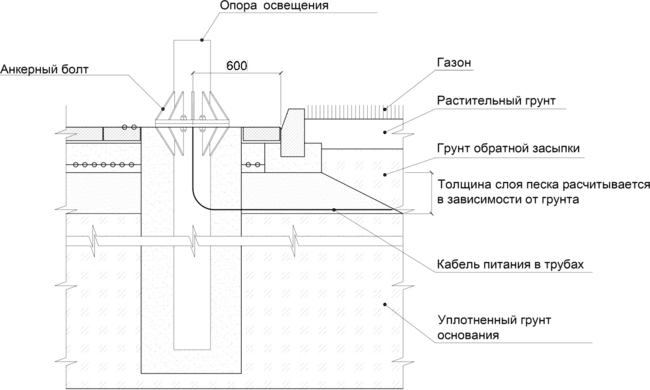 Опора освещения
Анкерный болт
600
Газон
Растительный грунт
Грунт обратной засыпки
Толщина слоя песка расчитывается
в зависимости от грунта
Кабель питания в трубах
Уплотненный грунт
основания